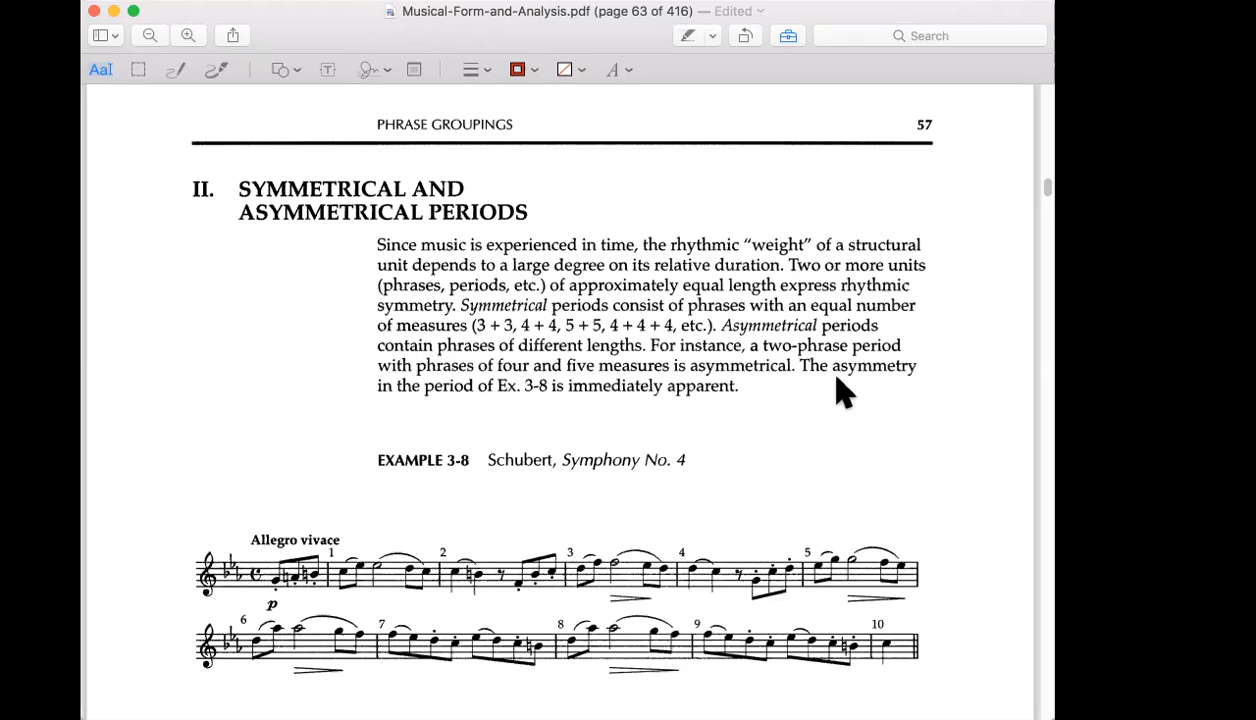 Musical-Form-and-Analysis.pdf (page 63 of 416) — Edited
Search
AaI
T
A
PHRASE GROUPINGS 57
II. SYMMETRICAL AND
ASYMMETRICAL PERIODS
Since music is experienced in time, the rhythmic “weight” of a structural
unit depends to a large degree on its relative duration. Two or more units
(phrases, periods, etc.) of approximately equal length express rhythmic
symmetry. Symmetrical periods consist of phrases with an equal number
of measures (3 + 3, 4 + 4, 5 + 5, 4 + 4 + 4, etc.). Asymmetrical periods
contain phrases of different lengths. For instance, a two-phrase period
with phrases of four and five measures is asymmetrical. The asymmetry
in the period of Ex. 3-8 is immediately apparent.
EXAMPLE 3-8 Schubert, Symphony No. 4
Allegro vivace
1 2 3 4 5
p
6 7 8 9 10